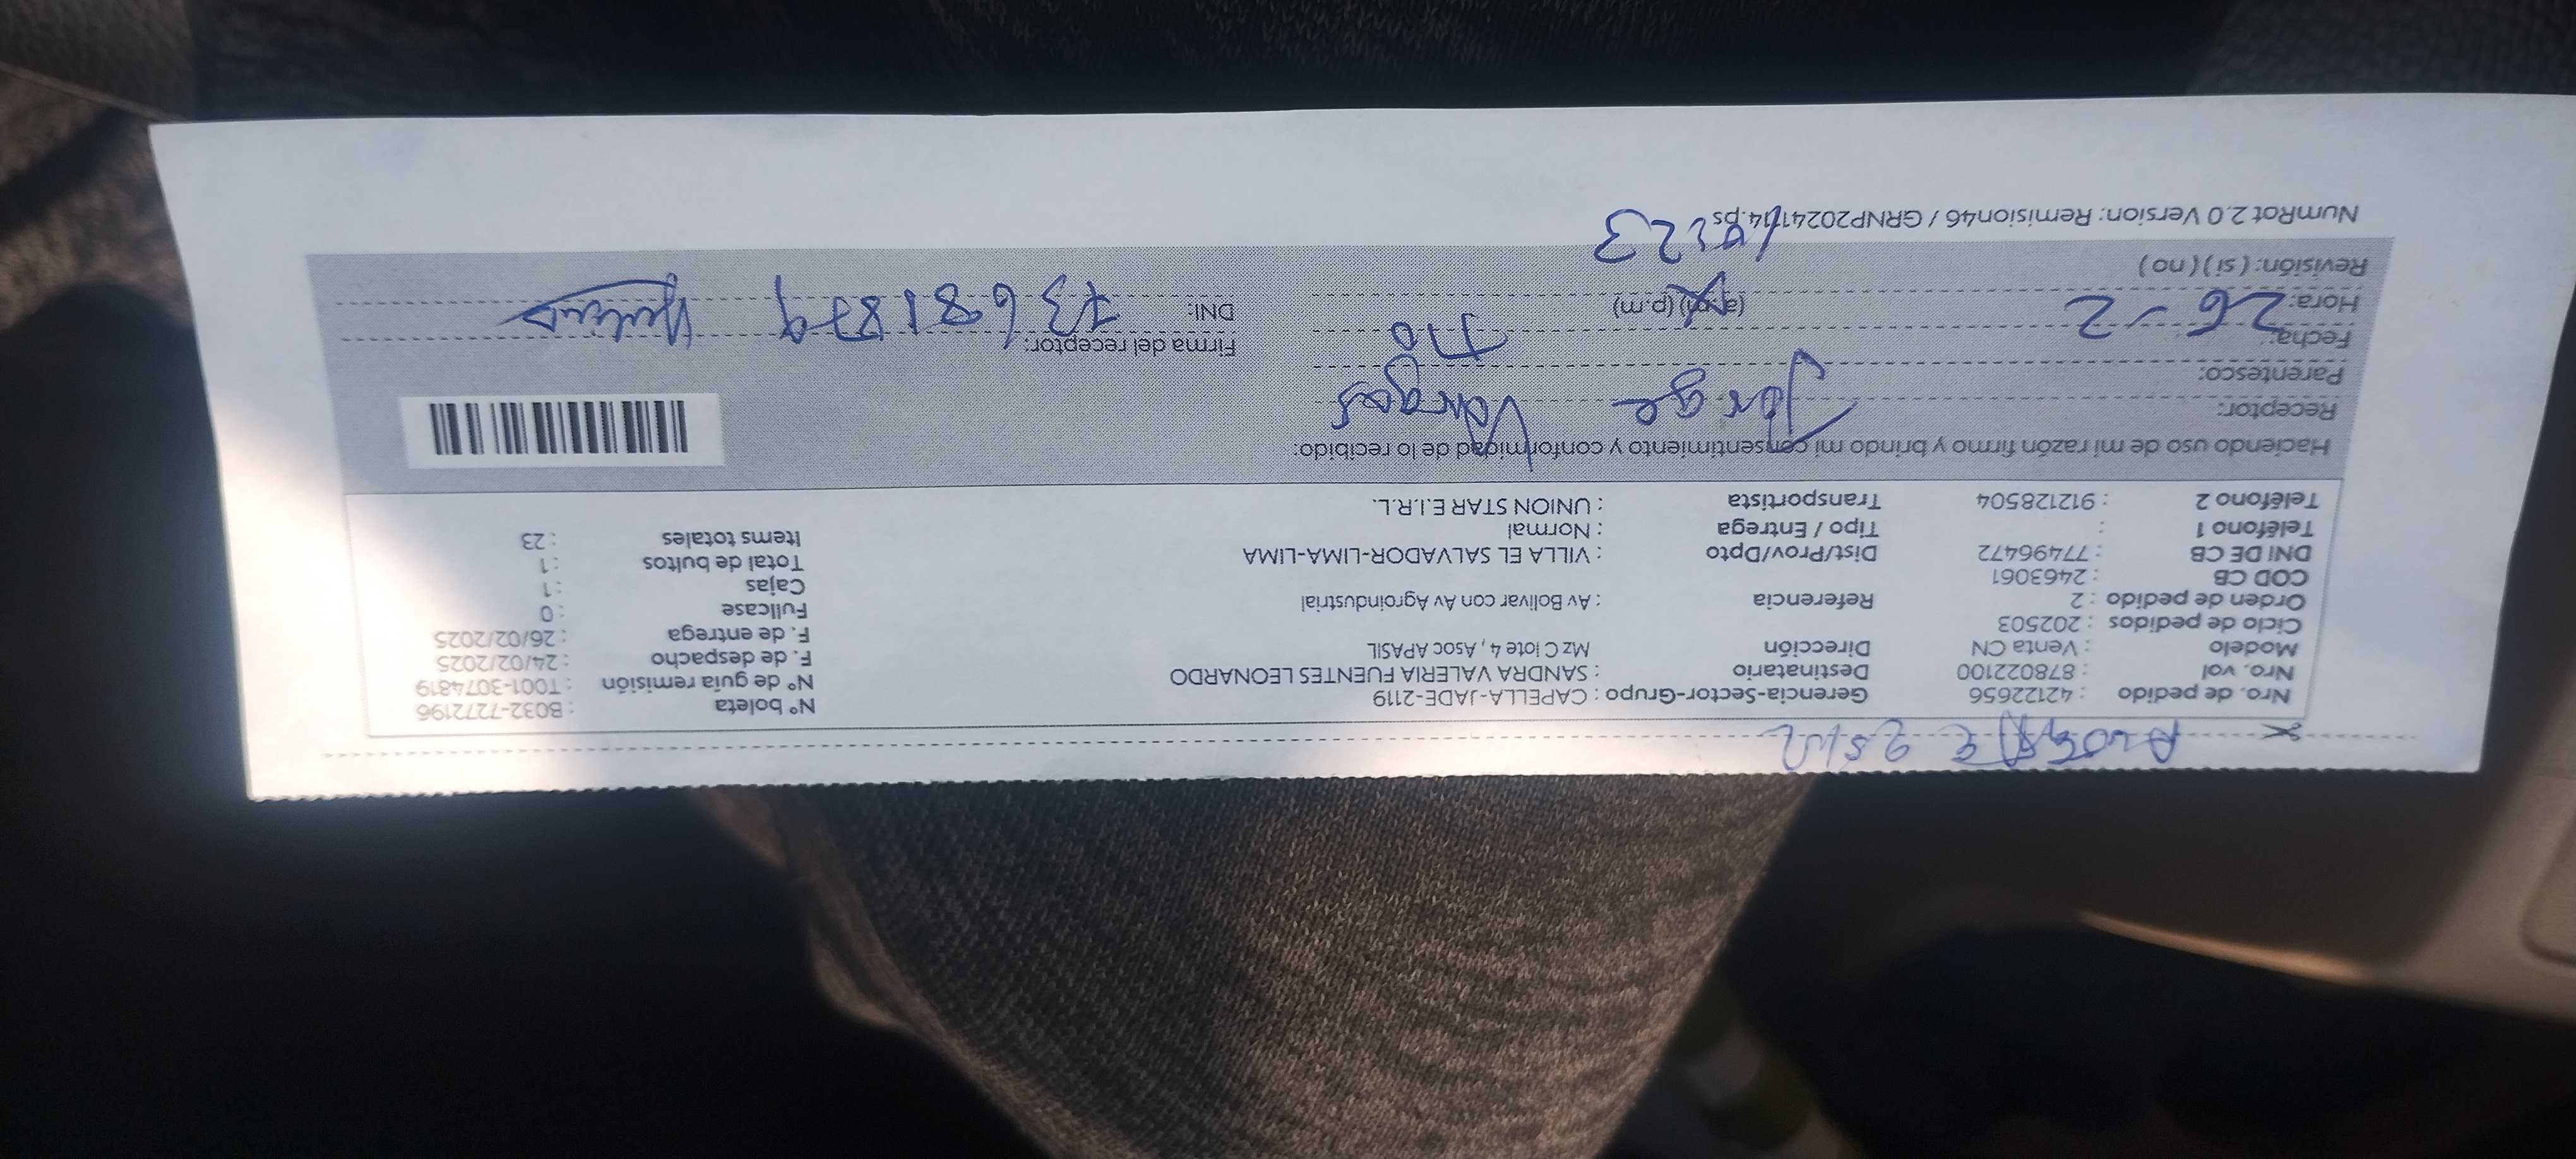 Nro. de pedido : 42122656 Gerencia-Sector-Grupo : CAPELLA-JADE-2119 N° boleta : B032-7272196
Nro. vol : 878022100 Destinatario : SANDRA VALERIA FUENTES LEONARDO N° de guía remisión : T001-3074819
Modelo : Venta CN Dirección Mz C lote 4 , Asoc APASIL F. de despacho : 24/02/2025
Ciclo de pedidos : 202503 F. de entrega : 26/02/2025
Orden de pedido : 2 Referencia : Av Bolivar con Av Agroindustrial Fullcase : 0
COD CB : 2463061 Cajas : 1
DNI DE CB : 77496472 Dist/Prov/Dpto : VILLA EL SALVADOR-LIMA-LIMA Total de bultos : 1
Teléfono 1 : Tipo / Entrega : Normal Items totales : 23
Teléfono 2 : 912128504 Transportista : UNION STAR E.I.R.L.
Haciendo uso de mi razón firmo y brindo mi consentimiento y conformidad de lo recibido:
Receptor: Jorge Vargas
Parentesco: Tío
Fecha: 26-2 Firma del receptor:
Hora: (a.m) (p.m) DNI: 73681879
Revisión: ( si ) ( no )
NumRot 2.0 Version: Remision46 / GRNP20241114.ps